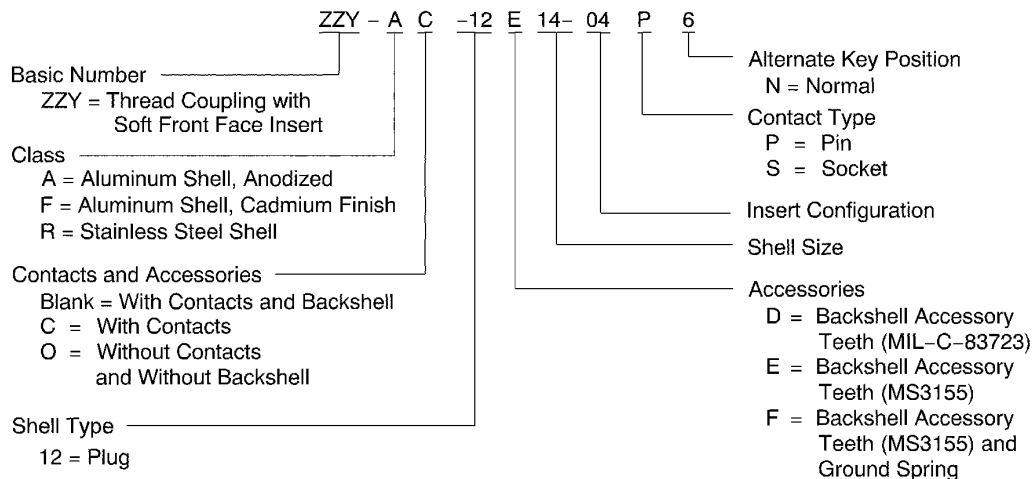 ZZY - A C -12 E 14- 04 P 6
Basic Number
ZZY = Thread Coupling with
Soft Front Face Insert
Class
A = Aluminum Shell, Anodized
F = Aluminum Shell, Cadmium Finish
R = Stainless Steel Shell
Contacts and Accessories
Blank = With Contacts and Backshell
C = With Contacts
O = Without Contacts
and Without Backshell
Shell Type
12 = Plug
Alternate Key Position
N = Normal
Contact Type
P = Pin
S = Socket
Insert Configuration
Shell Size
Accessories
D = Backshell Accessory
Teeth (MIL-C-83723)
E = Backshell Accessory
Teeth (MS3155)
F = Backshell Accessory
Teeth (MS3155) and
Ground Spring